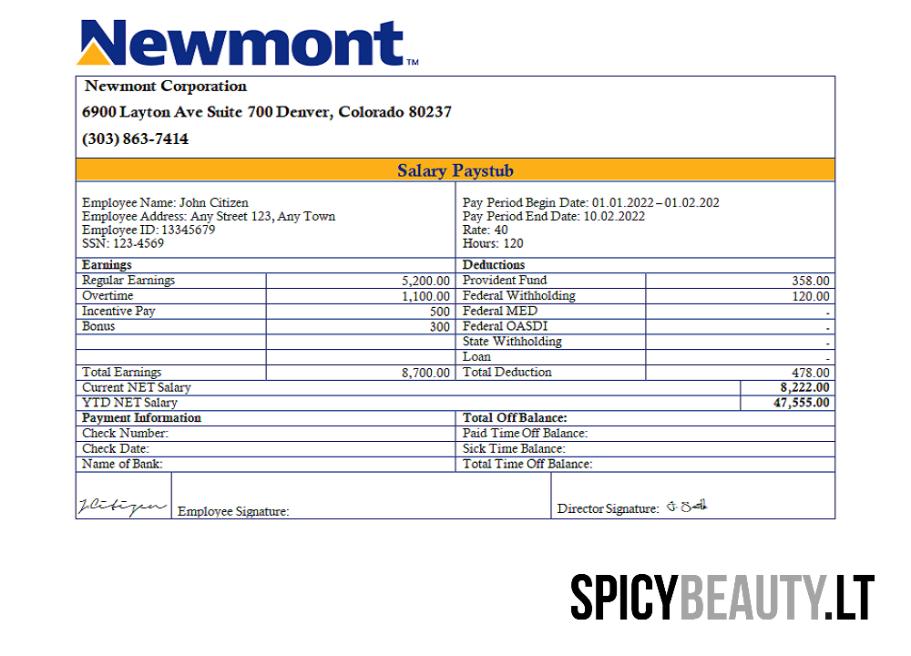 Newmont™
Newmont Corporation
6900 Layton Ave Suite 700 Denver, Colorado 80237
(303) 863-7414
Salary Paystub
Employee Name: John Citizen
Employee Address: Any Street 123, Any Town
Employee ID: 13345679
SSN: 123-4569
Pay Period Begin Date: 01.01.2022 – 01.02.202
Pay Period End Date: 10.02.2022
Rate: 40
Hours: 120
Earnings Deductions
Regular Earnings 5,200.00 Provident Fund 358.00
Overtime 1,100.00 Federal Withholding 120.00
Incentive Pay 500 Federal MED -
Bonus 300 Federal OASDI -
State Withholding -
Loan -
Total Earnings 8,700.00 Total Deduction 478.00
Current NET Salary 8,222.00
YTD NET Salary 47,555.00
Payment Information Total Off Balance:
Check Number: Paid Time Off Balance:
Check Date: Sick Time Balance:
Name of Bank: Total Time Off Balance:
JCitizen Employee Signature: Director Signature:
SPICYBEAUTY.LT